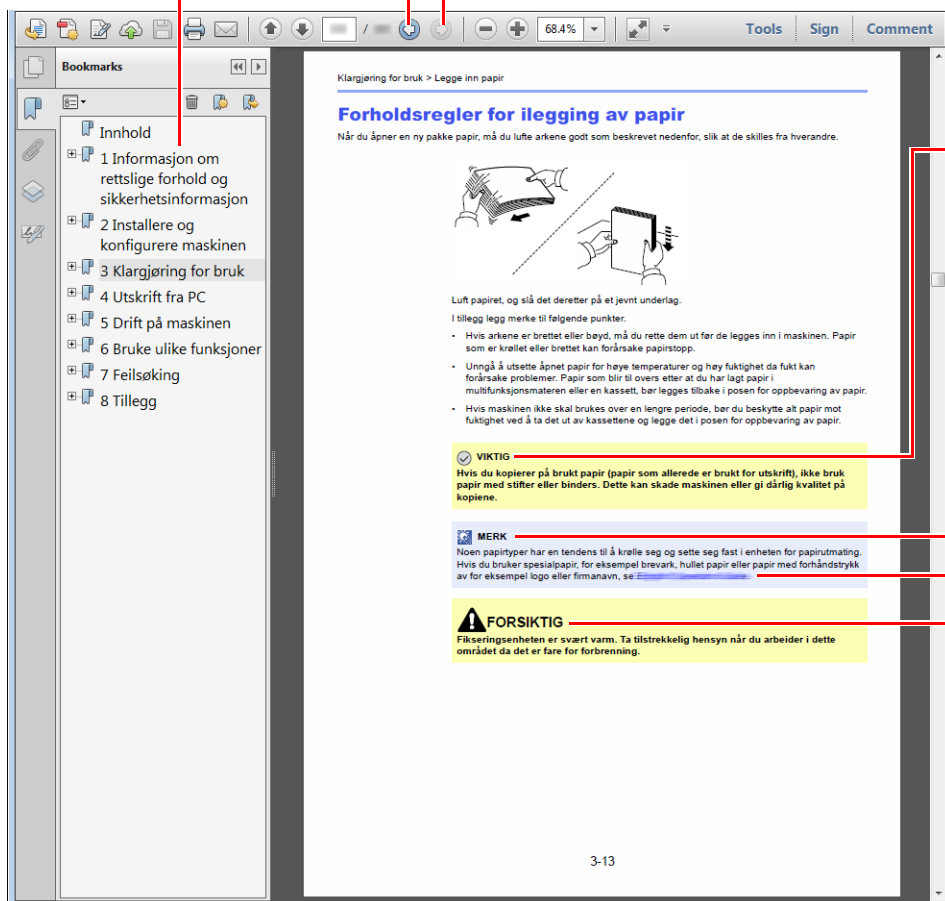 /
68.4%
Tools
Sign
Comment
Bookmarks
Innhold
1 Informasjon om
rettslige forhold og
sikkerhetsinformasjon
2 Installere og
konfigurere maskinen
3 Klargjøring for bruk
4 Utskrift fra PC
5 Drift på maskinen
6 Bruke ulike funksjoner
7 Feilsøking
8 Tillegg
Klargjøring for bruk > Legge inn papir
Forholdsregler for ilegging av papir
Når du åpner en ny pakke papir, må du lufte arkene godt som beskrevet nedenfor, slik at de skilles fra hverandre.
Luft papiret, og slå det deretter på et jevnt underlag.
I tillegg legg merke til følgende punkter.
• Hvis arkene er brettet eller bøyd, må du rette dem ut før de legges inn i maskinen. Papir
som er krøllet eller brettet kan forårsake papirstopp.
• Unngå å utsette åpnet papir for høye temperaturer og høy fuktighet da fukt kan
forårsake problemer. Papir som blir til overs etter at du har lagt papir i
multifunksjonsmateren eller en kassett, bør legges tilbake i posen for oppbevaring av papir.
• Hvis maskinen ikke skal brukes over en lengre periode, bør du beskytte alt papir mot
fuktighet ved å ta det ut av kassettene og legge det i posen for oppbevaring av papir.
VIKTIG
Hvis du kopierer på brukt papir (papir som allerede er brukt for utskrift), ikke bruk
papir med stifter eller binders. Dette kan skade maskinen eller gi dårlig kvalitet på
kopiene.
MERK
Noen papirtyper har en tendens til å krølle seg og sette seg fast i enheten for papirutmating.
Hvis du bruker spesialpapir, for eksempel brevark, hullet papir eller papir med forhåndstrykk
av for eksempel logo eller firmanavn, se
FORSIKTIG
Fikseringsenheten er svært varm. Ta tilstrekkelig hensyn når du arbeider i dette
området da det er fare for forbrenning.
3-13